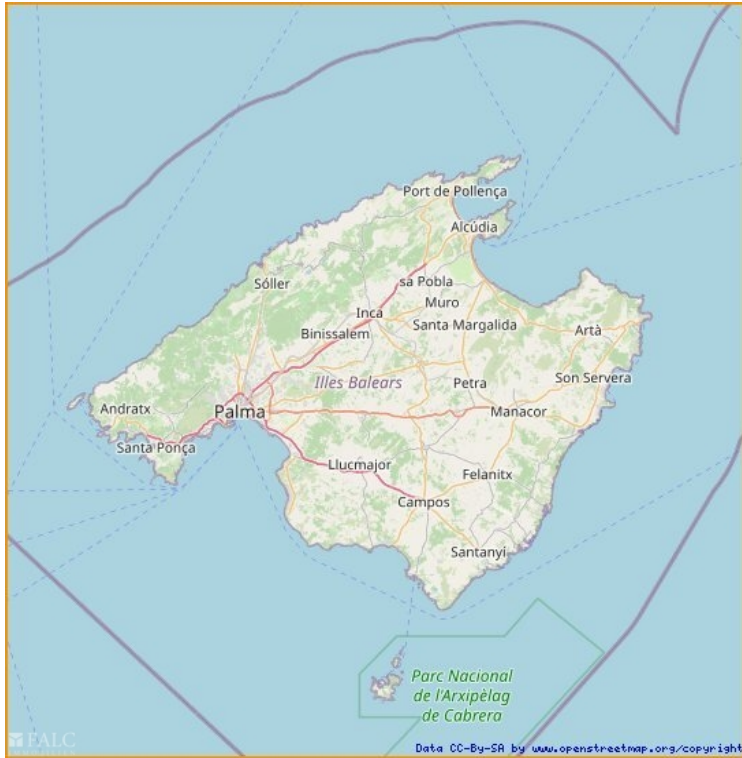 Port de Pollença
Alcúdia
Sóller
sa Pobla
Muro
Inca
Santa Margalida
Binissalem
Artà
Illes Balears
Petra
Son Servera
Andratx
Palma
Manacor
Santa Ponça
Llucmajor
Felanitx
Campos
Santanyí
Parc Nacional
de l'Arxipèlag
de Cabrera
FALC
Data CC-By-SA by www.openstreetmap.org/copyright